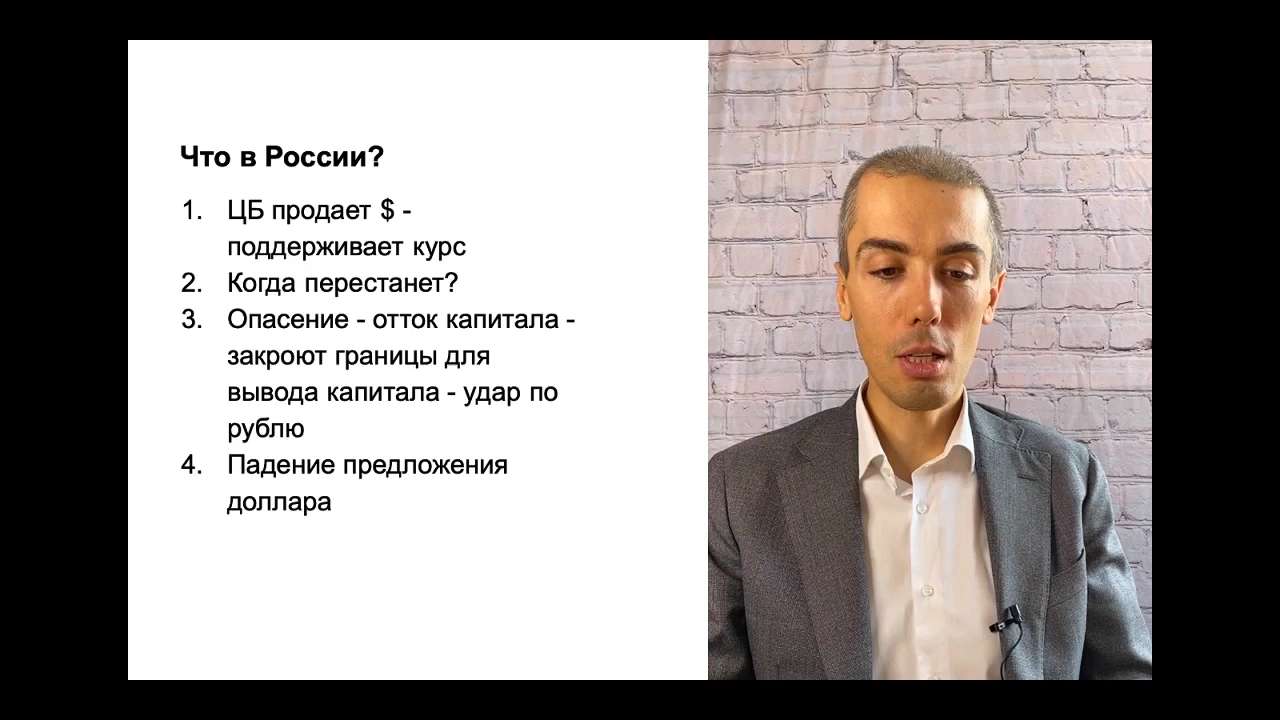 Что в России?
1. ЦБ продает $ -
поддерживает курс
2. Когда перестанет?
3. Опасение - отток капитала -
закроют границы для
вывода капитала - удар по
рублю
4. Падение предложения
доллара